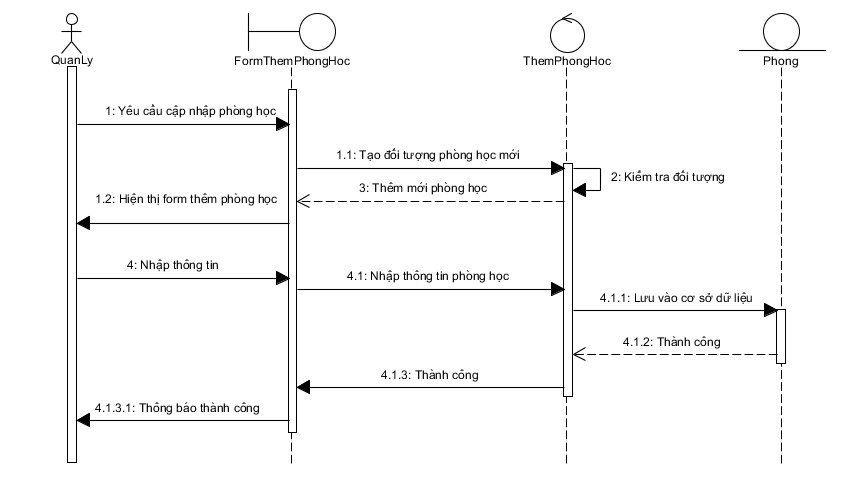 QuanLy
FormThemPhongHoc
ThemPhongHoc
Phong
1: Yêu cầu cập nhập phòng học
1.1: Tạo đối tượng phòng học mới
2: Kiểm tra đối tượng
3: Thêm mới phòng học
1.2: Hiện thị form thêm phòng học
4: Nhập thông tin
4.1: Nhập thông tin phòng học
4.1.1: Lưu vào cơ sở dữ liệu
4.1.2: Thành công
4.1.3: Thành công
4.1.3.1: Thông báo thành công